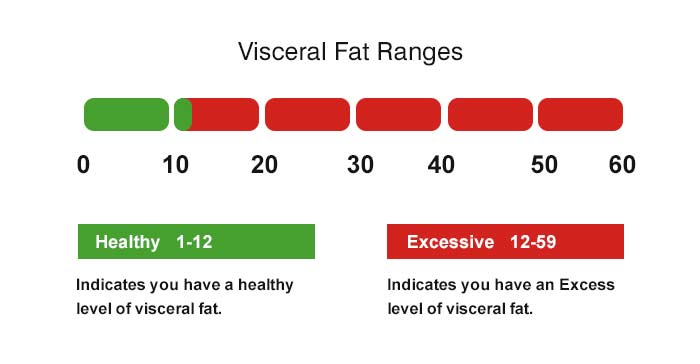 Visceral Fat Ranges
0 10 20 30 40 50 60
Healthy 1-12
Indicates you have a healthy
level of visceral fat.
Excessive 12-59
Indicates you have an Excess
level of visceral fat.